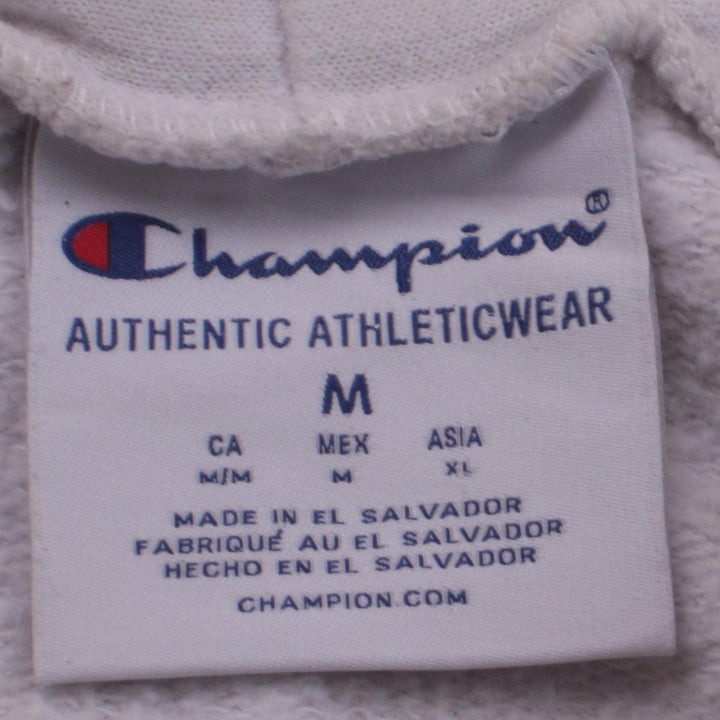 Champion®
AUTHENTIC ATHLETICWEAR
M
CA MEX ASIA
M/M M XL
MADE IN EL SALVADOR
FABRIQUÉ AU EL SALVADOR
HECHO EN EL SALVADOR
CHAMPION.COM